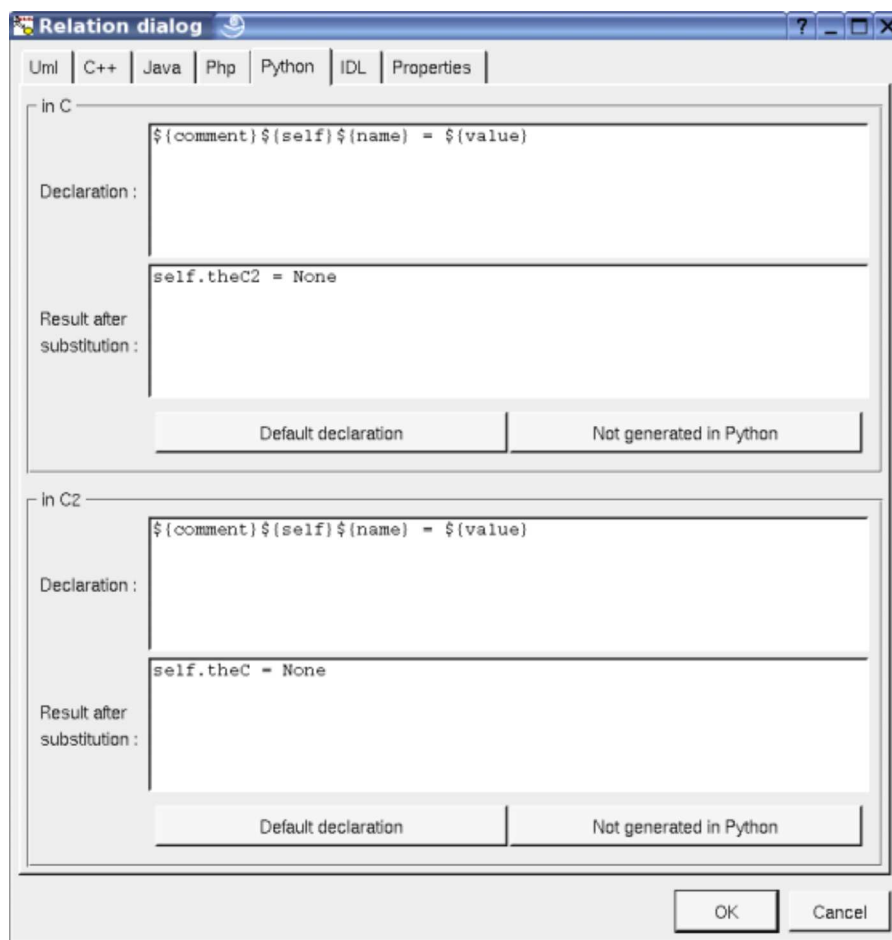 Relation dialog
Uml C++ Java Php Python IDL Properties
in C
Declaration :
${comment}${self}${name} = ${value}
Result after
substitution :
self.theC2 = None
Default declaration Not generated in Python
in C2
Declaration :
${comment}${self}${name} = ${value}
Result after
substitution :
self.theC = None
Default declaration Not generated in Python
OK Cancel